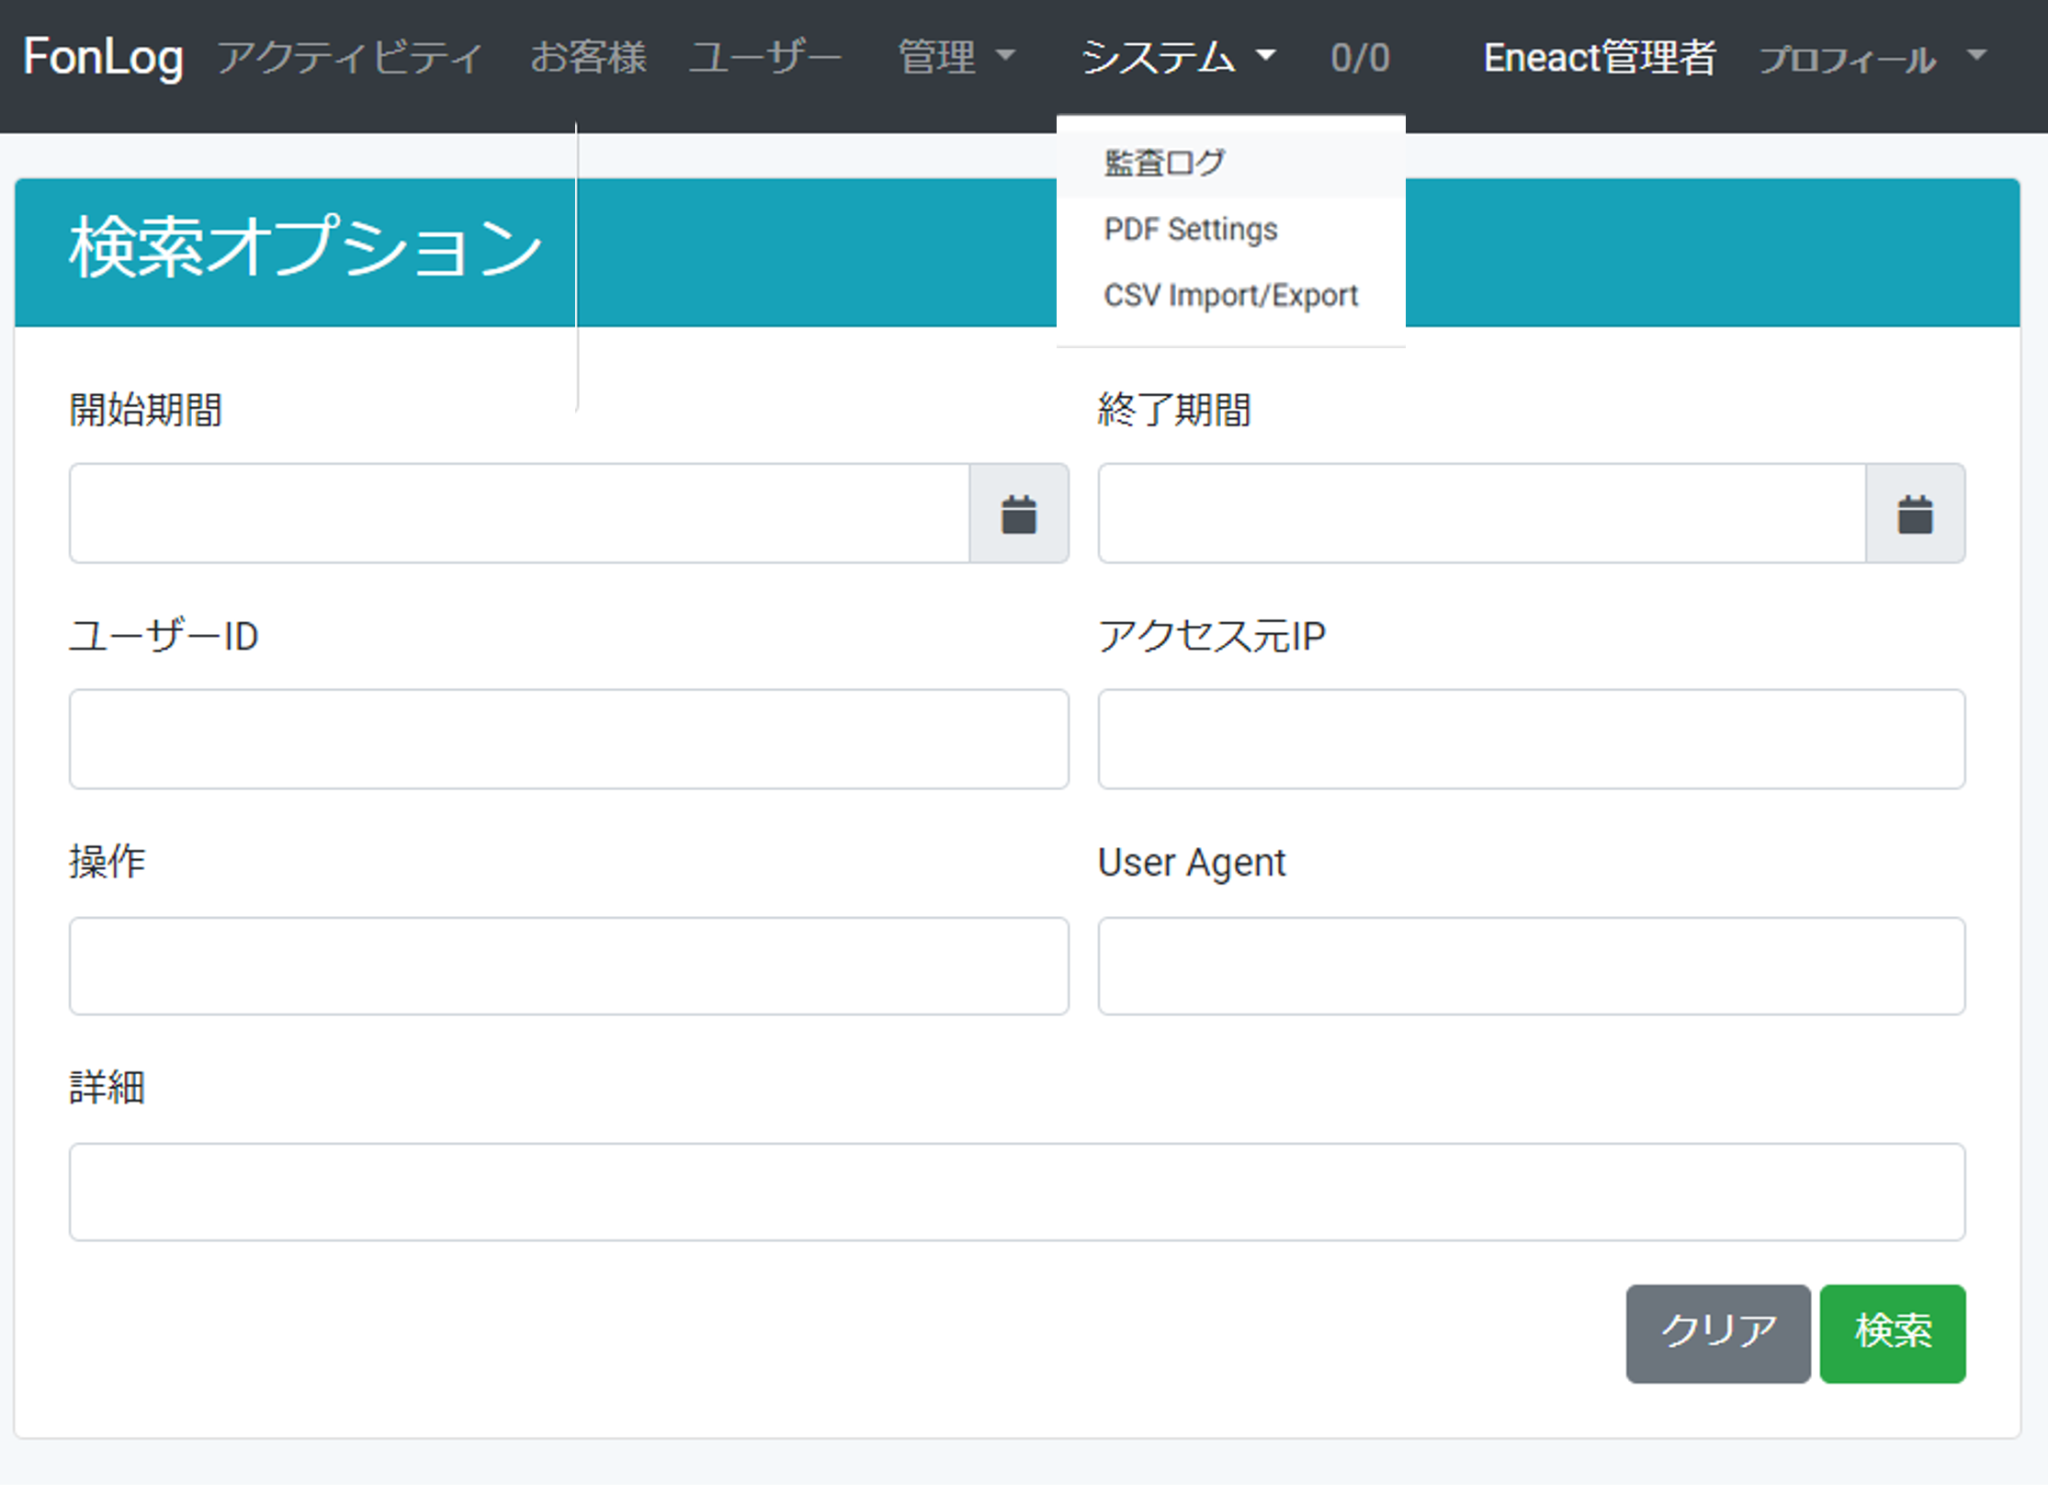 FonLog アクティビティ お客様 ユーザー 管理 システム 0/0 Eneact管理者 プロフィール
監査ログ
PDF Settings
CSV Import/Export
検索オプション
開始期間 終了期間
ユーザーID アクセス元IP
操作 User Agent
詳細
クリア 検索